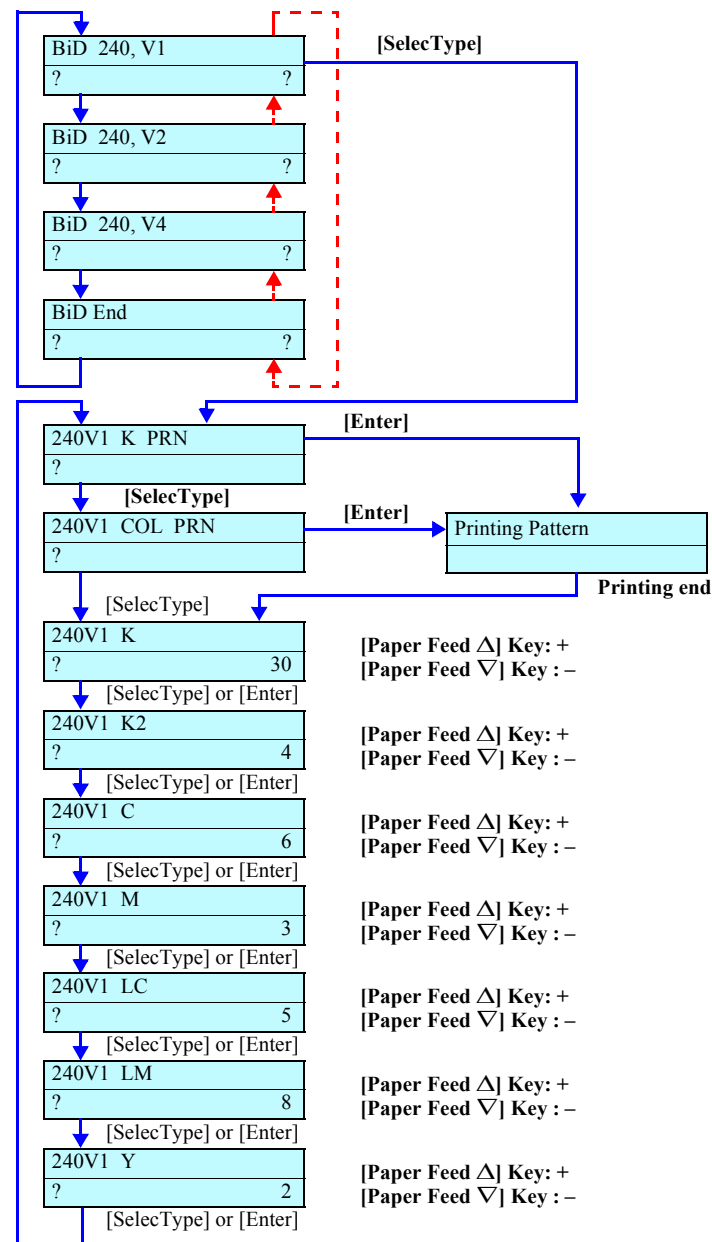 BiD 240, V1
? ?
[SelecType]
BiD 240, V2
? ?
BiD 240, V4
? ?
BiD End
? ?
240V1 K PRN
?
[Enter]
[SelecType]
240V1 COL PRN
?
[Enter]
Printing Pattern
Printing end
[SelecType]
240V1 K
? 30
[Paper Feed △] Key: +
[Paper Feed ▽] Key : –
[SelecType] or [Enter]
240V1 K2
? 4
[Paper Feed △] Key: +
[Paper Feed ▽] Key : –
[SelecType] or [Enter]
240V1 C
? 6
[Paper Feed △] Key: +
[Paper Feed ▽] Key : –
[SelecType] or [Enter]
240V1 M
? 3
[Paper Feed △] Key: +
[Paper Feed ▽] Key : –
[SelecType] or [Enter]
240V1 LC
? 5
[Paper Feed △] Key: +
[Paper Feed ▽] Key : –
[SelecType] or [Enter]
240V1 LM
? 8
[Paper Feed △] Key: +
[Paper Feed ▽] Key : –
[SelecType] or [Enter]
240V1 Y
? 2
[Paper Feed △] Key: +
[Paper Feed ▽] Key : –
[SelecType] or [Enter]